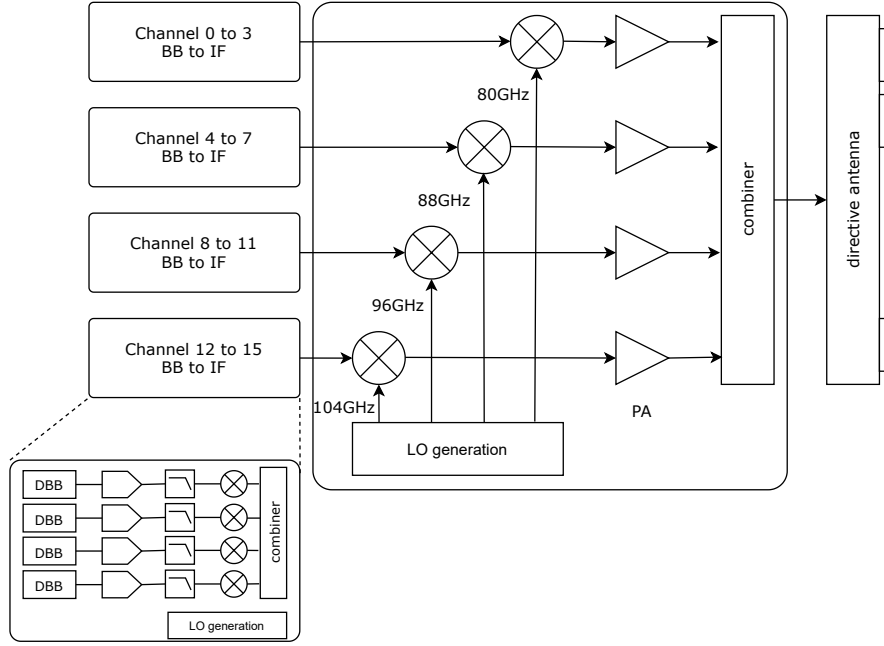 Channel 0 to 3
BB to IF
80GHz
Channel 4 to 7
BB to IF
88GHz
Channel 8 to 11
BB to IF
96GHz
Channel 12 to 15
BB to IF
104GHz
PA
LO generation
combiner
directive antenna
DBB
DBB
DBB
DBB
combiner
LO generation